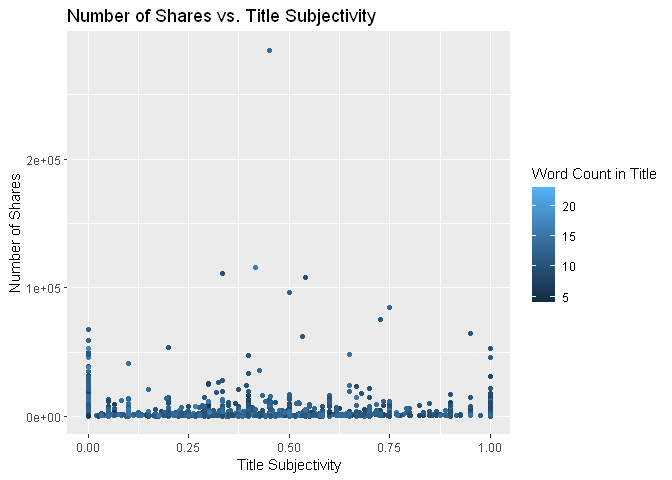 Number of Shares vs. Title Subjectivity
Number of Shares
2e+05
1e+05
0e+00
0.00 0.25 0.50 0.75 1.00
Title Subjectivity
Word Count in Title
20
15
10
5